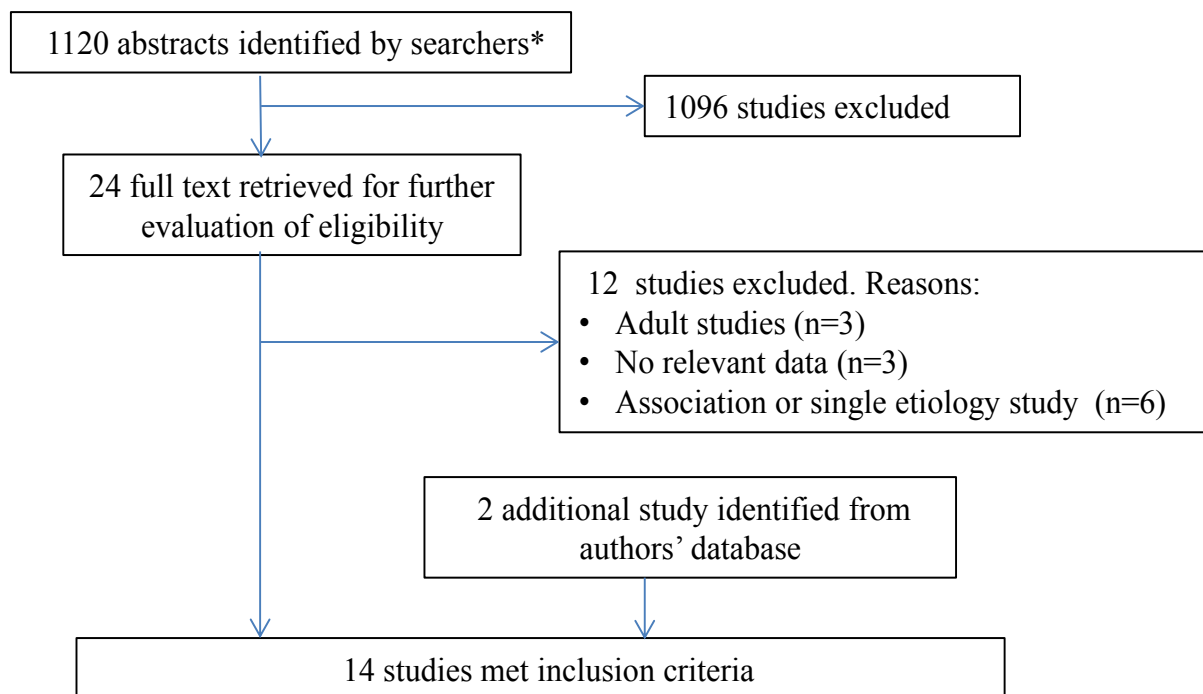 1120 abstracts identified by searchers*
1096 studies excluded
24 full text retrieved for further
evaluation of eligibility
12 studies excluded. Reasons:
• Adult studies (n=3)
• No relevant data (n=3)
• Association or single etiology study (n=6)
2 additional study identified from
authors’ database
14 studies met inclusion criteria